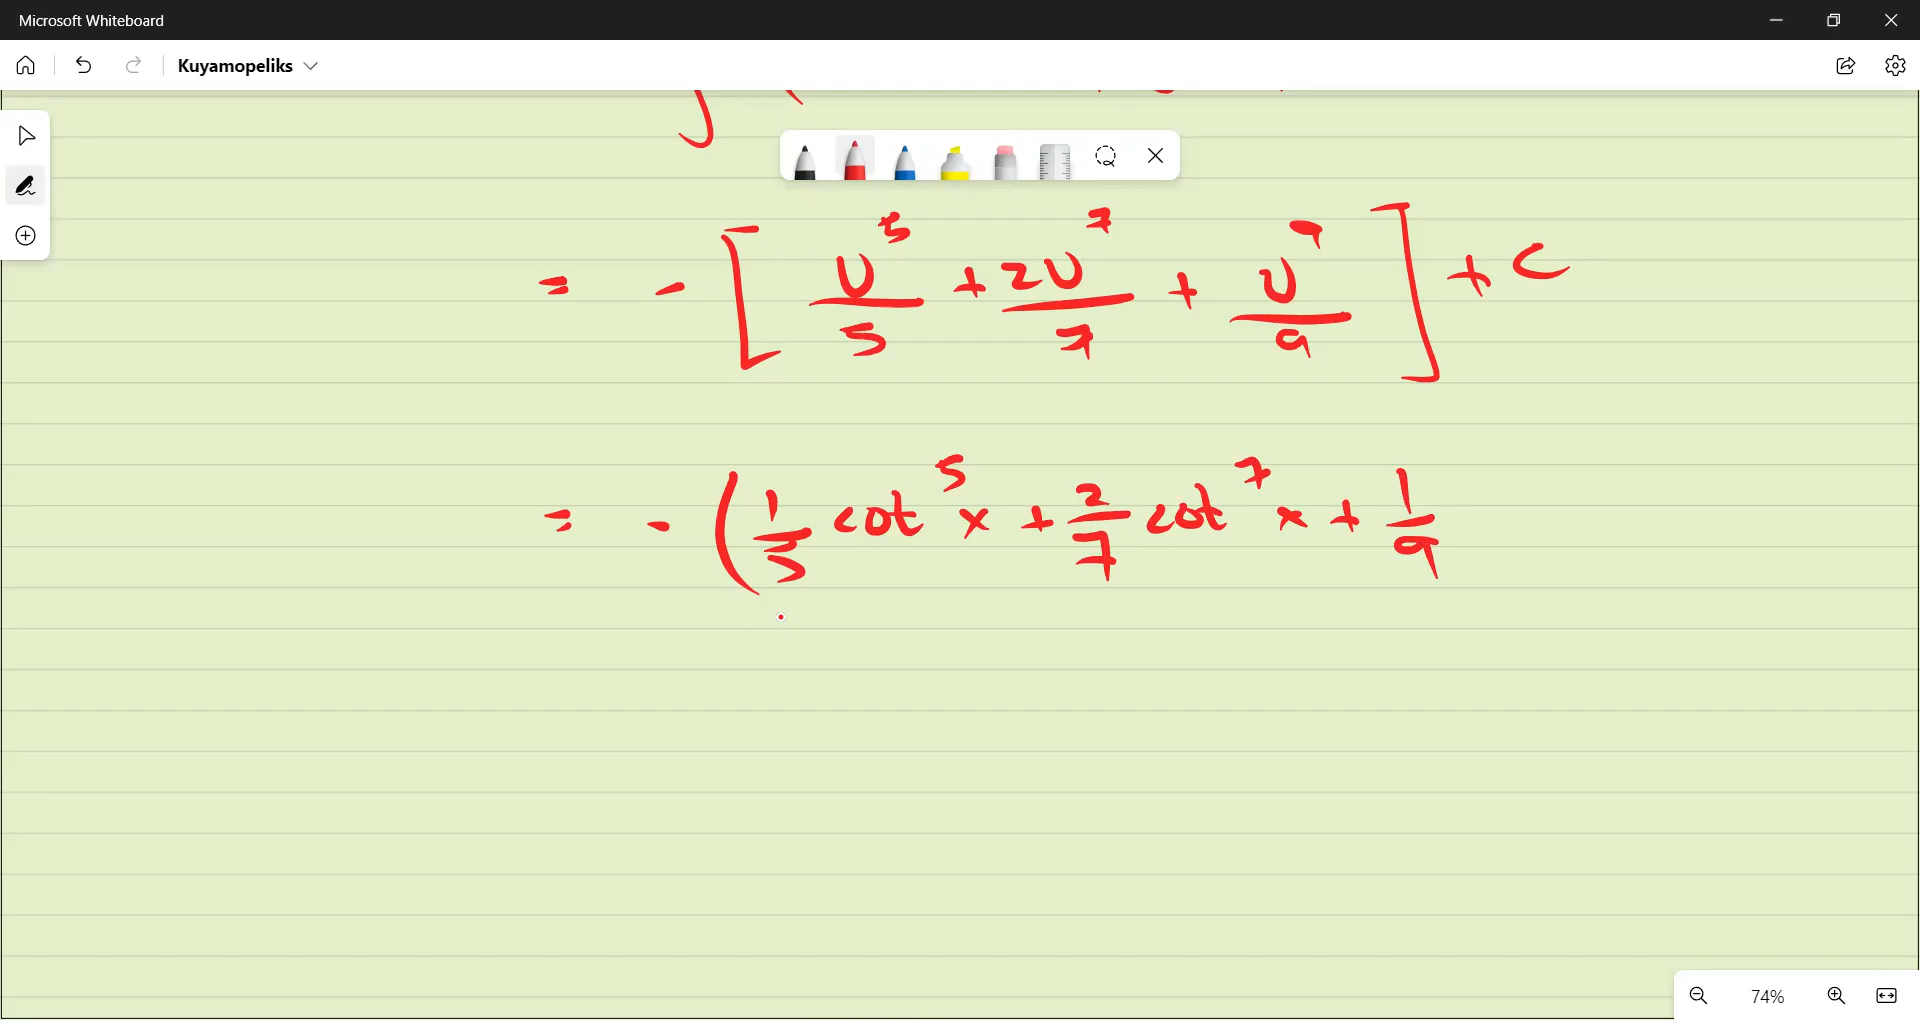 Microsoft Whiteboard
Kuyamopeliks
= - [ U^5/5 + 2U^7/7 + U^9/9 ] + C
= - ( 1/5 cot^5 x + 2/7 cot^7 x + 1/9
74%